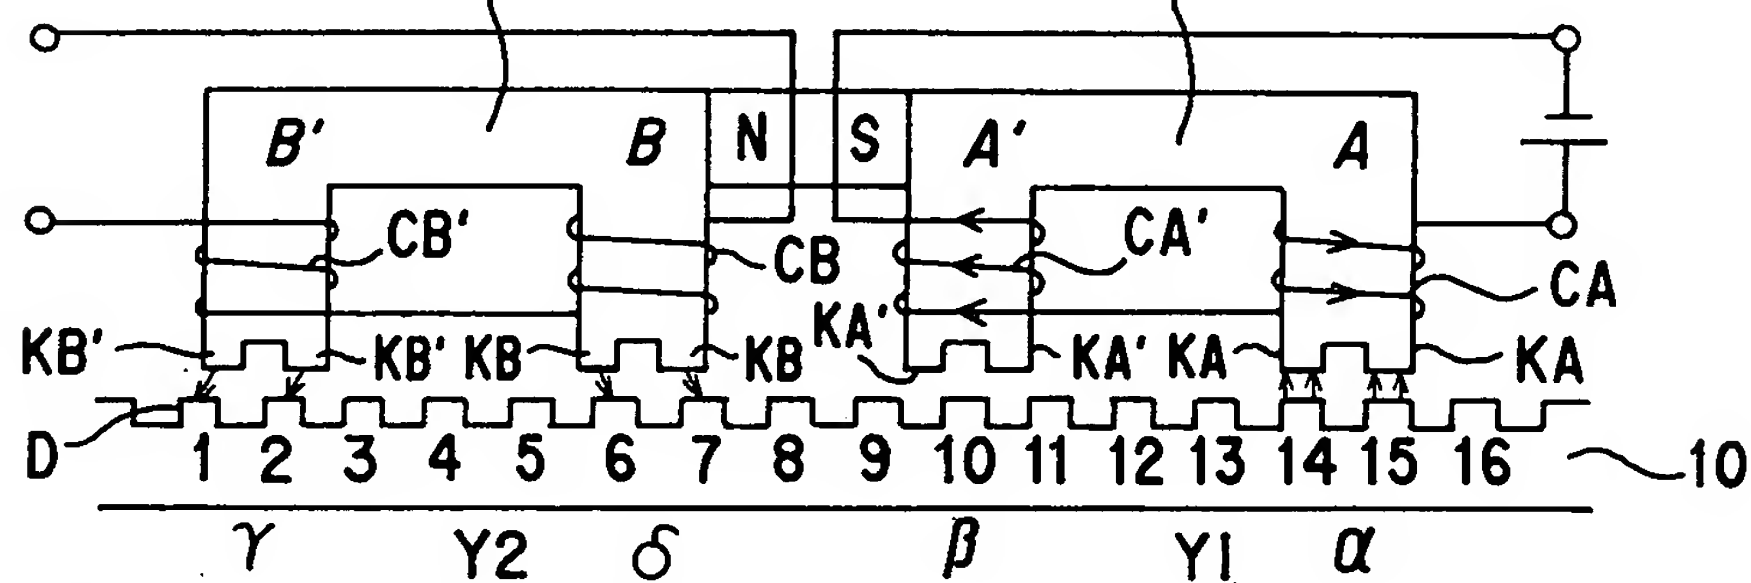 B' B N S A' A
CB' CB CA' CA
KB' KB' KB KB KA' KA' KA KA
D 1 2 3 4 5 6 7 8 9 10 11 12 13 14 15 16 10
γ Y2 δ β Y1 α